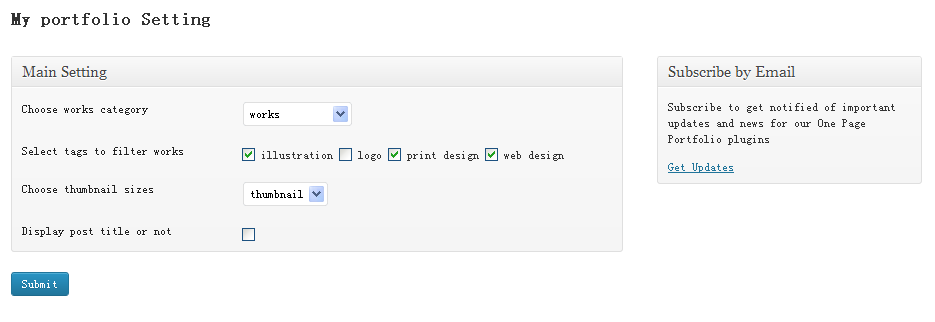 My portfolio Setting
Main Setting
Choose works category
works
Select tags to filter works
illustration logo print design web design
Choose thumbnail sizes
thumbnail
Display post title or not
Submit
Subscribe by Email
Subscribe to get notified of important
updates and news for our One Page
Portfolio plugins
Get Updates